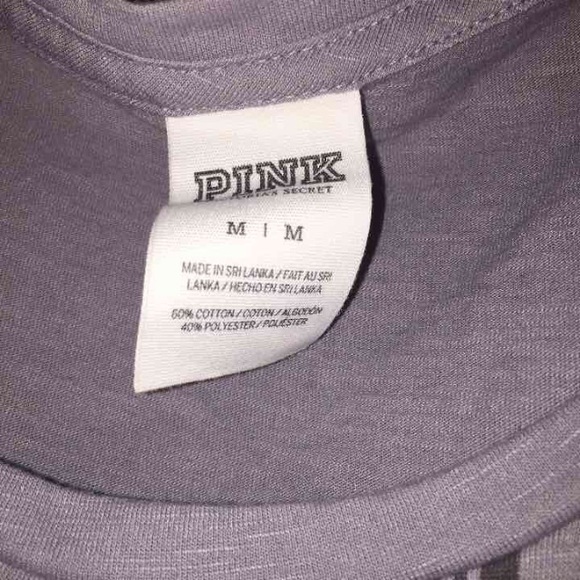 PINK
SECRET
M | M
MADE IN SRI LANKA / FAIT AU SRI
LANKA / HECHO EN SRI LANKA
60% COTTON / COTON / ALGODÓN
40% POLYESTER / POLIÉSTER